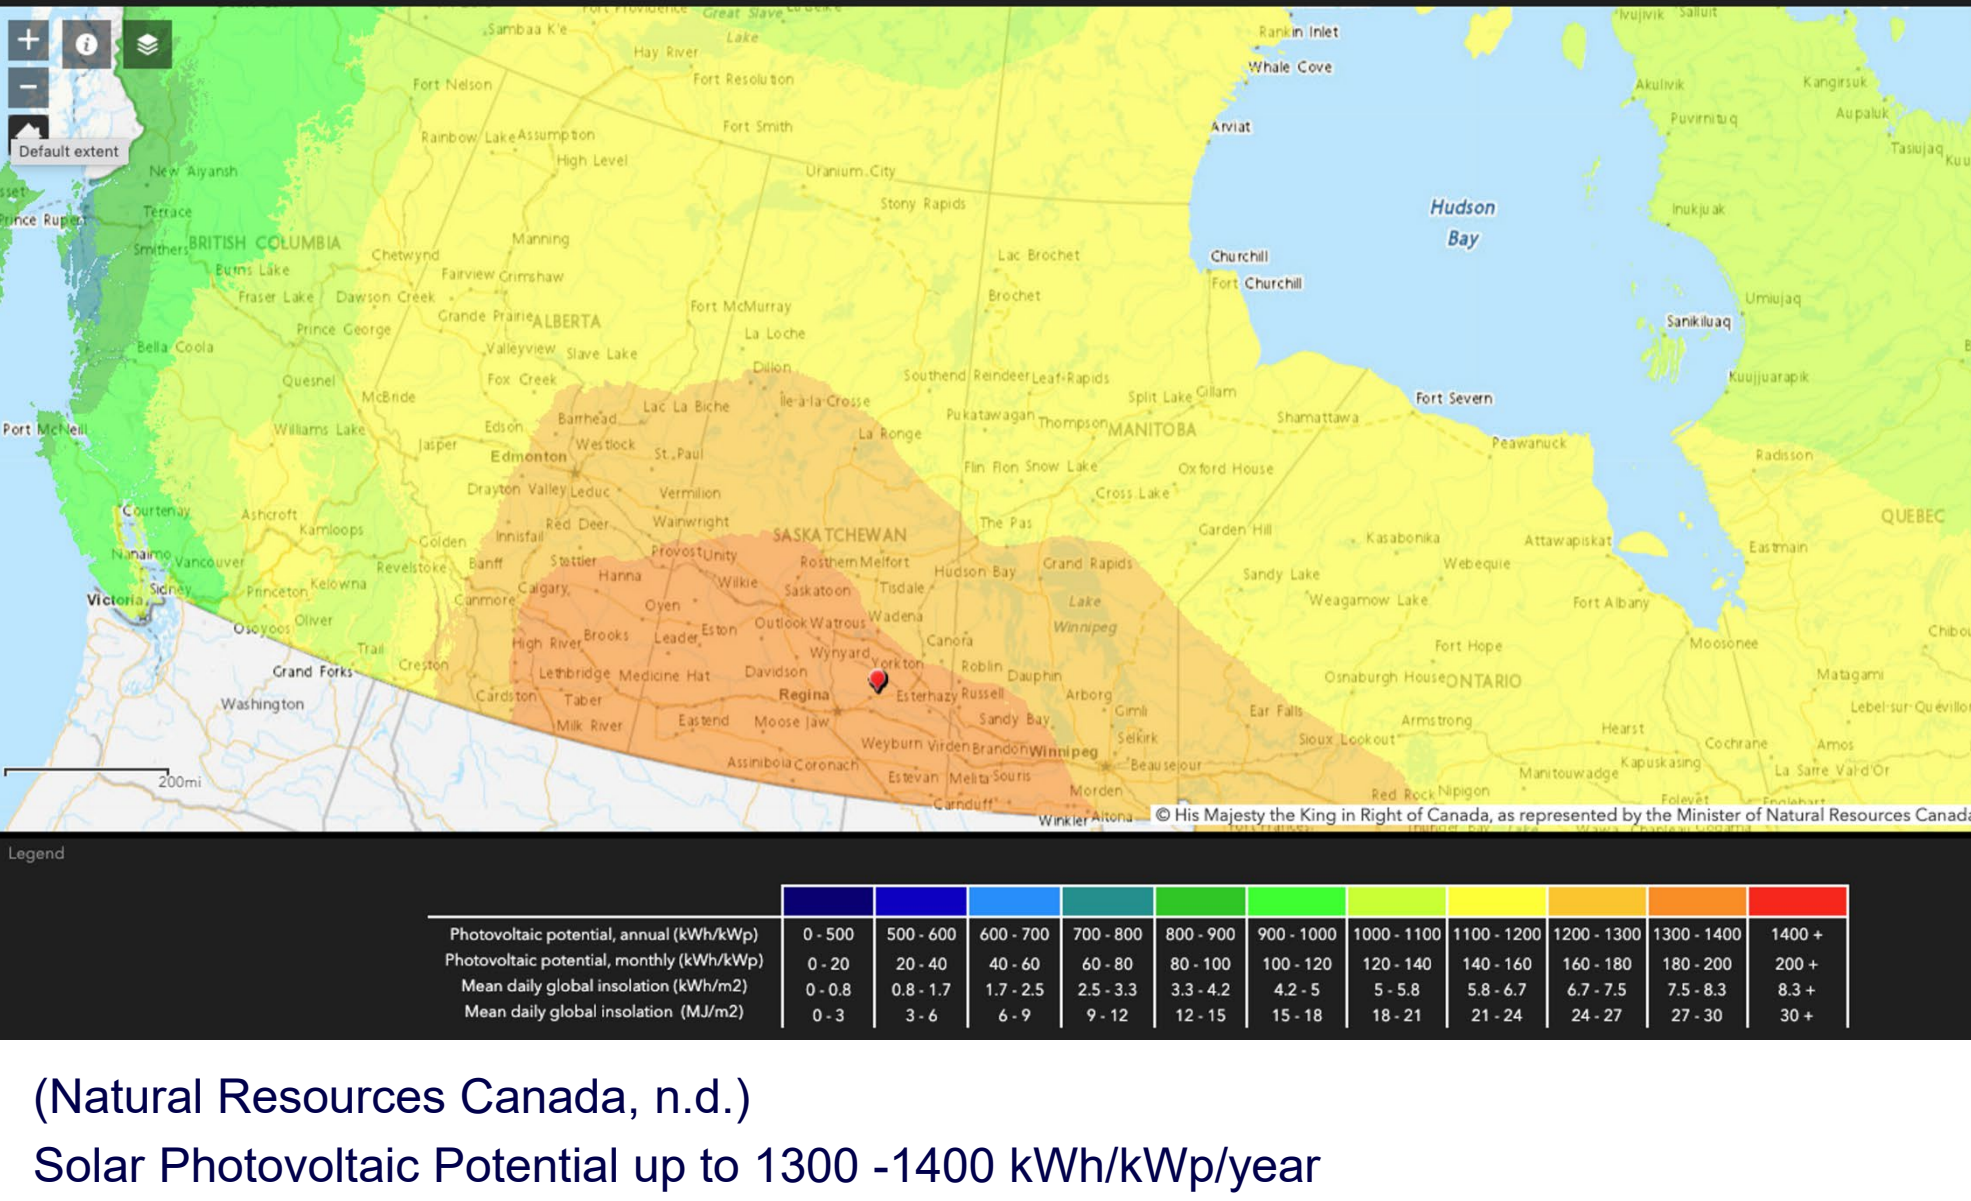 Fort Providence
Great Slave
Lake
Sambaa K'e
Hay River
Fort Nelson
Fort Resolution
Rankin Inlet
Whale Cove
Ivujivik
Salluit
Akulivik
Kangirsuk
Puvirnituq
Aupaluk
Rainbow Lake
Assumption
Fort Smith
Arviat
Default extent
High Level
Tasiujaq
New Aiyansh
Uranium City
Prince Rupert
Terrace
Stony Rapids
Hudson
Bay
Inukjuak
Smithers
BRITISH COLUMBIA
Manning
Chetwynd
Lac Brochet
Churchill
Burns Lake
Fairview
Grimshaw
Fort Churchill
Fraser Lake
Dawson Creek
Fort McMurray
Brochet
Umiujaq
Grande Prairie
ALBERTA
Sanikiluaq
Prince George
La Loche
Bella Coola
Valleyview
Slave Lake
Dillon
Quesnel
Fox Creek
Southend
Reindeer
Leaf-Rapids
Kuujjuarapik
McBride
Lac La Biche
Île-à-la-Crosse
Split Lake
Gillam
Fort Severn
Port McNeill
Williams Lake
Edson
Barrhead
La Ronge
Pukatawagan
Thompson
MANITOBA
Shamattawa
Peawanuck
Jasper
Edmonton
Westlock
St. Paul
Flin Flon
Snow Lake
Oxford House
Radisson
Drayton Valley
Leduc
Vermilion
Cross Lake
Courtenay
Ashcroft
Kamloops
Red Deer
Wainwright
SASKATCHEWAN
The Pas
Garden Hill
Kasabonika
Attawapiskat
QUEBEC
Golden
Innisfail
Eastmain
Nanaimo
Vancouver
Revelstoke
Banff
Stettler
Provost
Unity
Rosthern
Melfort
Hudson Bay
Grand Rapids
Webequie
Sidney
Princeton
Kelowna
Canmore
Calgary
Hanna
Wilkie
Saskatoon
Tisdale
Lake
Winnipeg
Sandy Lake
Weagamow Lake
Fort Albany
Victoria
Osoyoos
Oliver
Oyen
Outlook
Watrous
Wadena
Trail
High River
Brooks
Leader
Eston
Wynyard
Canora
Fort Hope
Moosonee
Chibou
Grand Forks
Creston
Lethbridge
Medicine Hat
Davidson
Yorkton
Roblin
Dauphin
Osnaburgh House
ONTARIO
Matagami
Washington
Cardston
Taber
Regina
Esterhazy
Russell
Arborg
Gimli
Ear Falls
Armstrong
Lebel-sur-Quévillon
Milk River
Eastend
Moose Jaw
Sandy Bay
Selkirk
Sioux Lookout
Hearst
Cochrane
Amos
Weyburn
Virden
Brandon
Winnipeg
Assiniboia
Coronach
Beausejour
Manitouwadge
Kapuskasing
La Sarre
Val-d'Or
200mi
Estevan
Melita
Souris
Morden
Red Rock
Nipigon
Foleyet
Englehart
Carnduff
Winkler
Altona
© His Majesty the King in Right of Canada, as represented by the Minister of Natural Resources Canada
Legend
Photovoltaic potential, annual (kWh/kWp) 0 - 500 500 - 600 600 - 700 700 - 800 800 - 900 900 - 1000 1000 - 1100 1100 - 1200 1200 - 1300 1300 - 1400 1400 +
Photovoltaic potential, monthly (kWh/kWp) 0 - 20 20 - 40 40 - 60 60 - 80 80 - 100 100 - 120 120 - 140 140 - 160 160 - 180 180 - 200 200 +
Mean daily global insolation (kWh/m2) 0 - 0.8 0.8 - 1.7 1.7 - 2.5 2.5 - 3.3 3.3 - 4.2 4.2 - 5 5 - 5.8 5.8 - 6.7 6.7 - 7.5 7.5 - 8.3 8.3 +
Mean daily global insolation (MJ/m2) 0 - 3 3 - 6 6 - 9 9 - 12 12 - 15 15 - 18 18 - 21 21 - 24 24 - 27 27 - 30 30 +
(Natural Resources Canada, n.d.)
Solar Photovoltaic Potential up to 1300 -1400 kWh/kWp/year